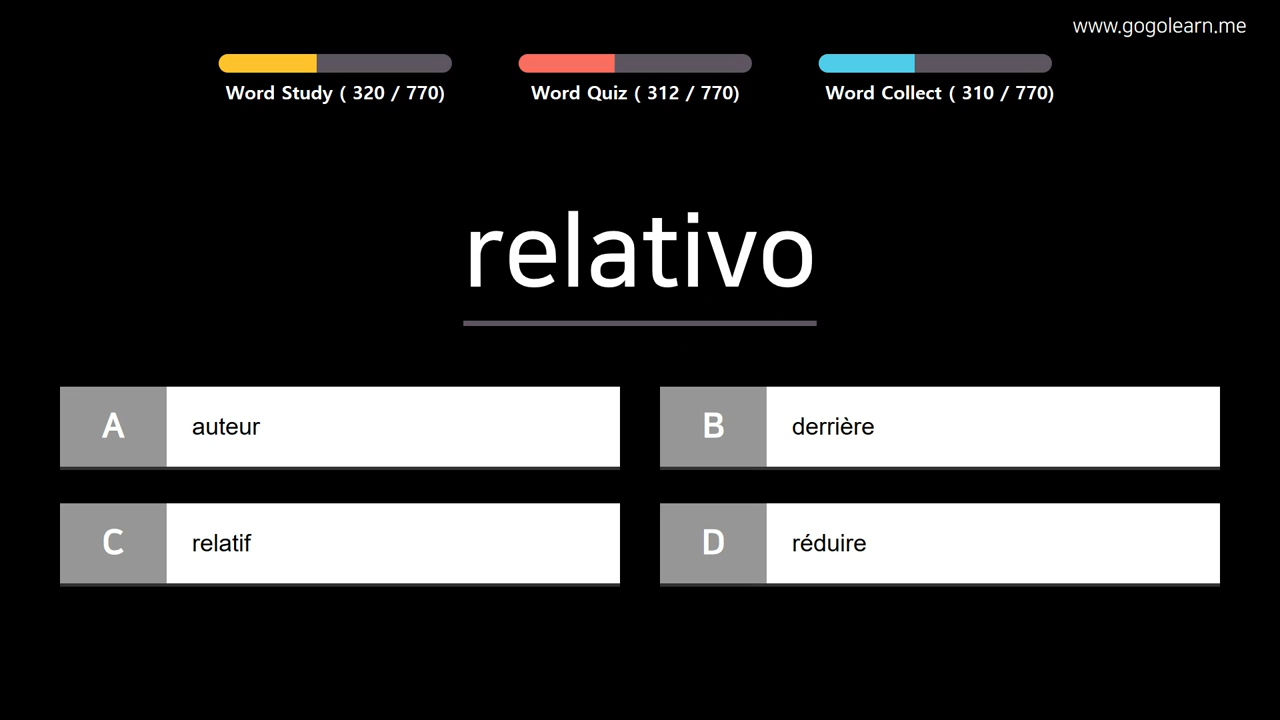 www.gogolearn.me
Word Study ( 320 / 770)
Word Quiz ( 312 / 770)
Word Collect ( 310 / 770)
relativo
A auteur
B derrière
C relatif
D réduire